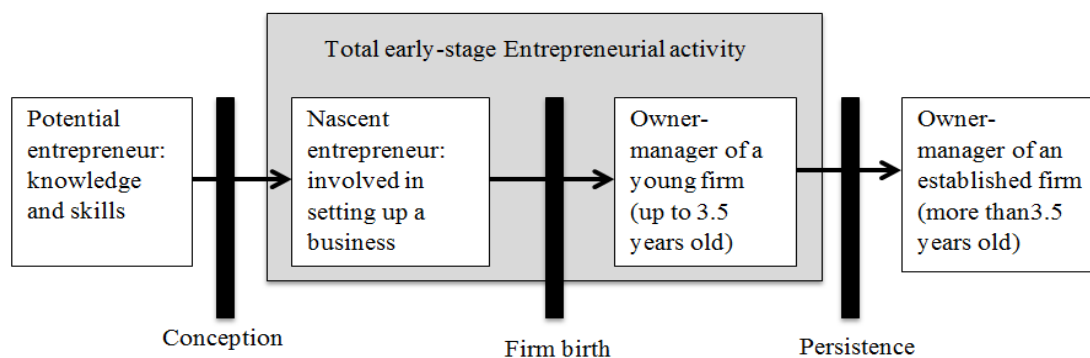 Total early-stage Entrepreneurial activity
Potential
entrepreneur:
knowledge
and skills
Nascent
entrepreneur:
involved in
setting up a
business
Owner-
manager of a
young firm
(up to 3.5
years old)
Owner-
manager of an
established firm
(more than3.5
years old)
Conception
Firm birth
Persistence